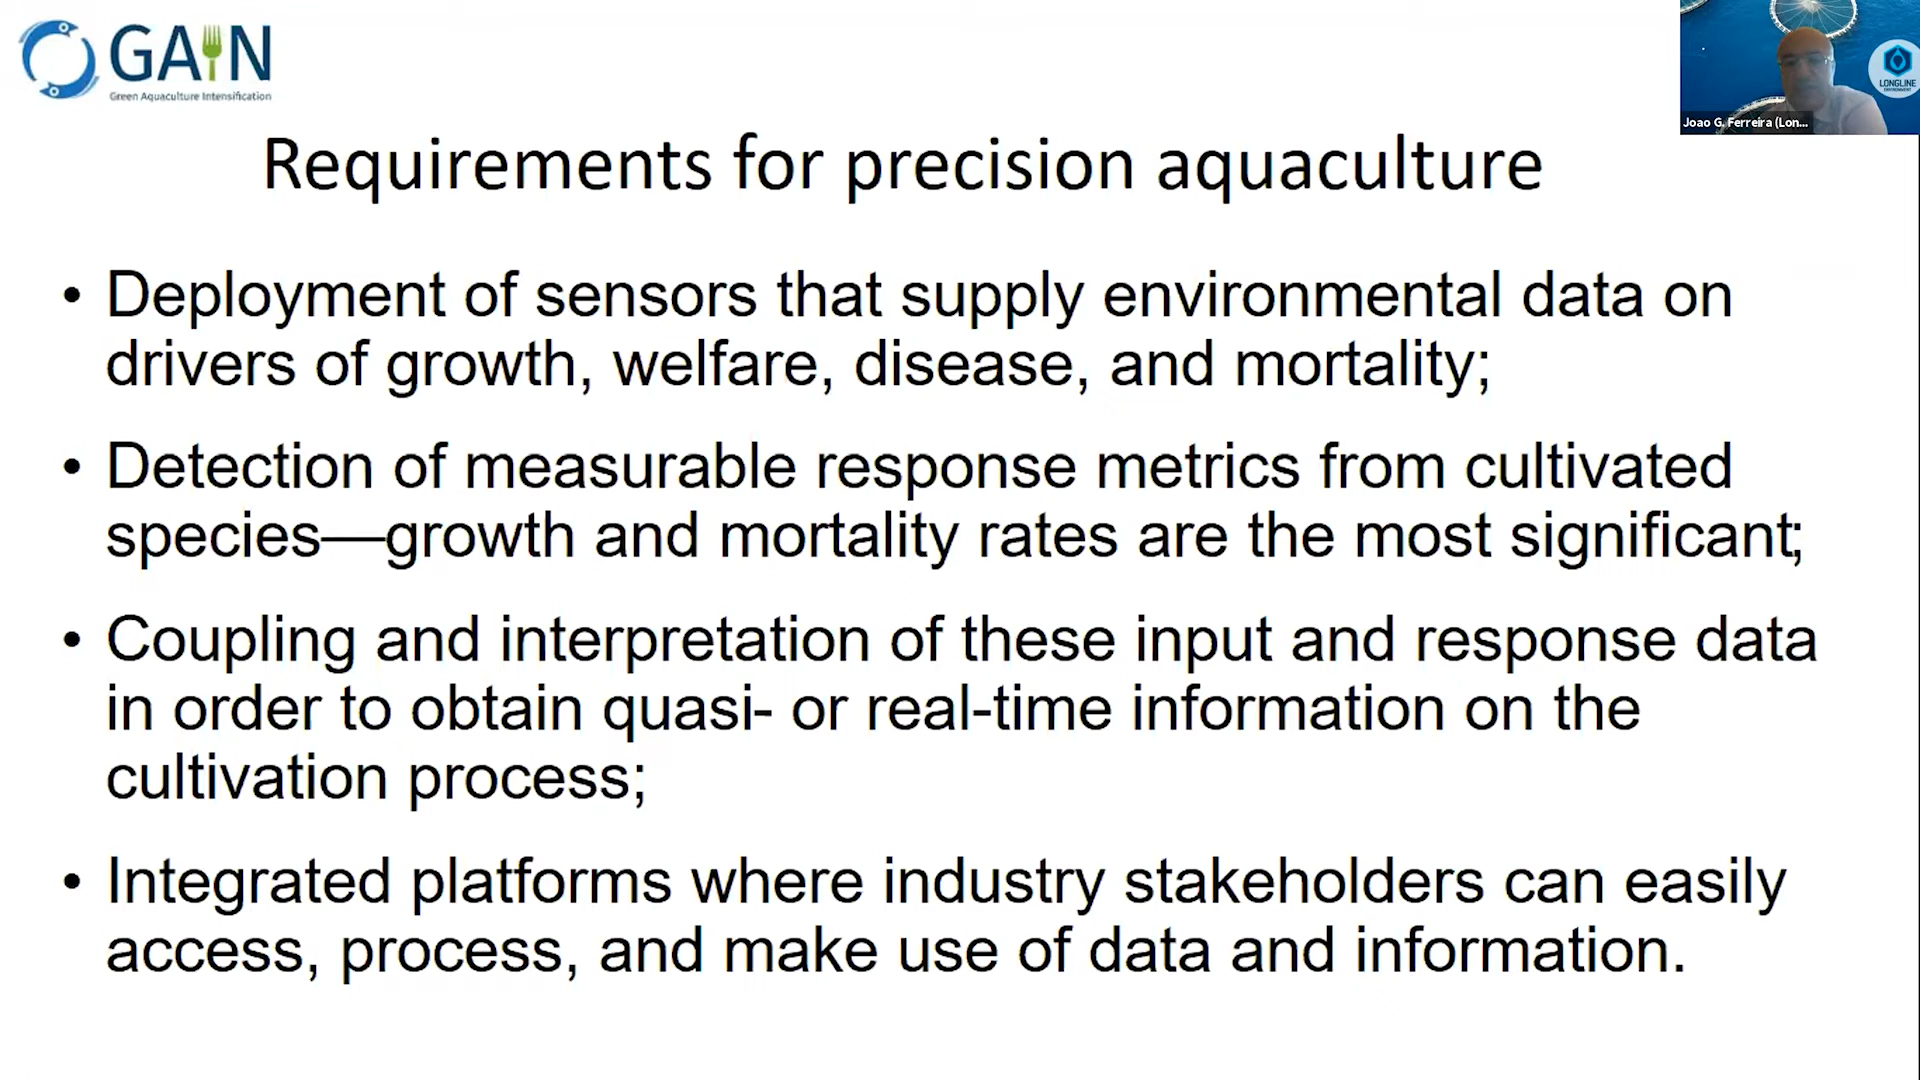 GAIN
Green Aquaculture Intensification
LONGLINE
ENVIRONMENT
Joao G. Ferreira (Lon...
Requirements for precision aquaculture
• Deployment of sensors that supply environmental data on
drivers of growth, welfare, disease, and mortality;
• Detection of measurable response metrics from cultivated
species—growth and mortality rates are the most significant;
• Coupling and interpretation of these input and response data
in order to obtain quasi- or real-time information on the
cultivation process;
• Integrated platforms where industry stakeholders can easily
access, process, and make use of data and information.